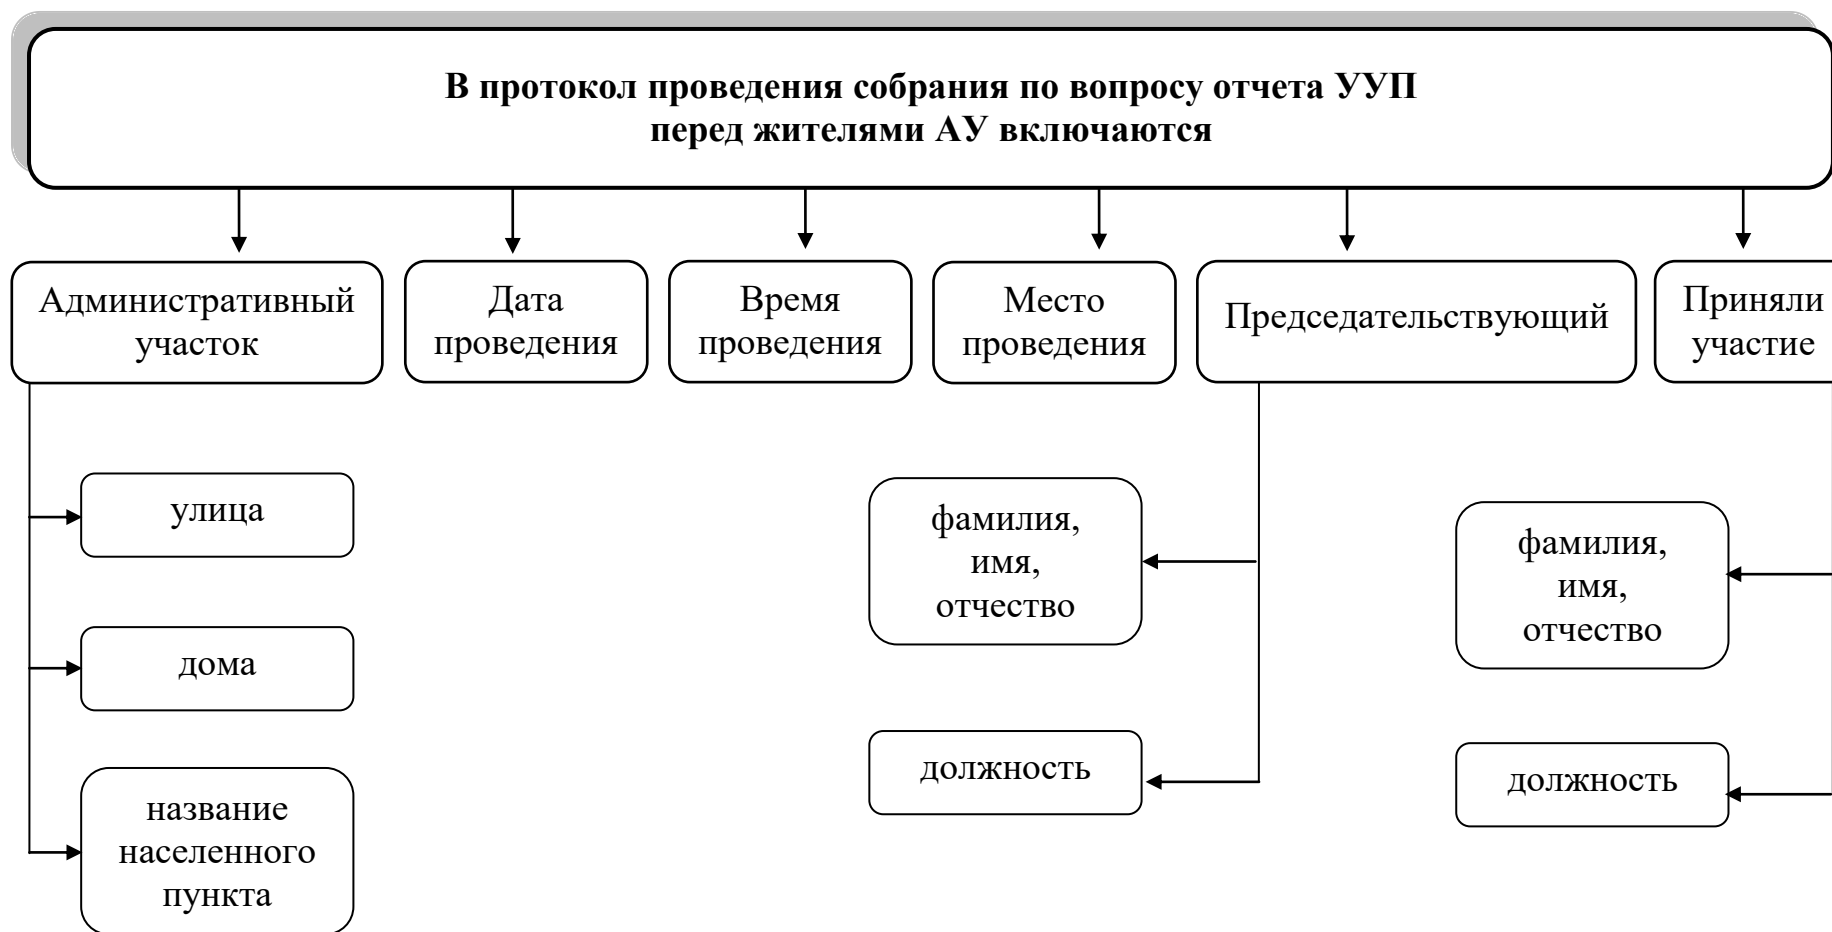 В протокол проведения собрания по вопросу отчета УУП
перед жителями АУ включаются
Административный
участок
Дата
проведения
Время
проведения
Место
проведения
Председательствующий
Приняли
участие
улица
дома
название
населенного
пункта
фамилия,
имя,
отчество
должность
фамилия,
имя,
отчество
должность